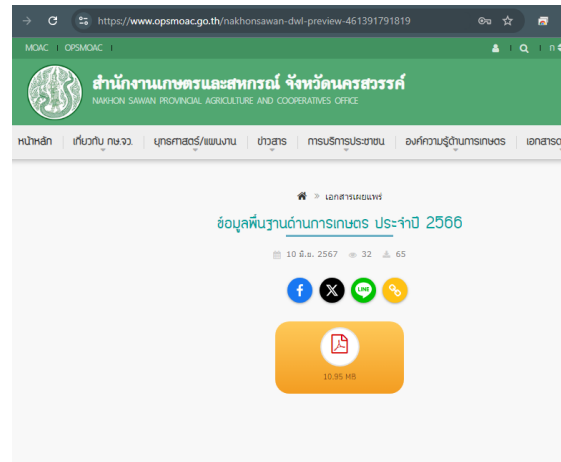 https://www.opsmoac.go.th/nakhonsawan-dwl-preview-461391791819
MOAC | OPSMOAC |
สำนักงานเกษตรและสหกรณ์ จังหวัดนครสวรรค์
NAKHON SAWAN PROVINCIAL AGRICULTURE AND COOPERATIVES OFFICE
หน้าหลัก เกี่ยวกับ กษ.จว. ยุทธศาสตร์/แผนงาน ข่าวสาร การบริการประชาชน องค์ความรู้ด้านการเกษตร
» เอกสารเผยแพร่
ข้อมูลพื้นฐานด้านการเกษตร ประจำปี 2566
10 มิ.ย. 2567 32 65
LINE
10.95 MB